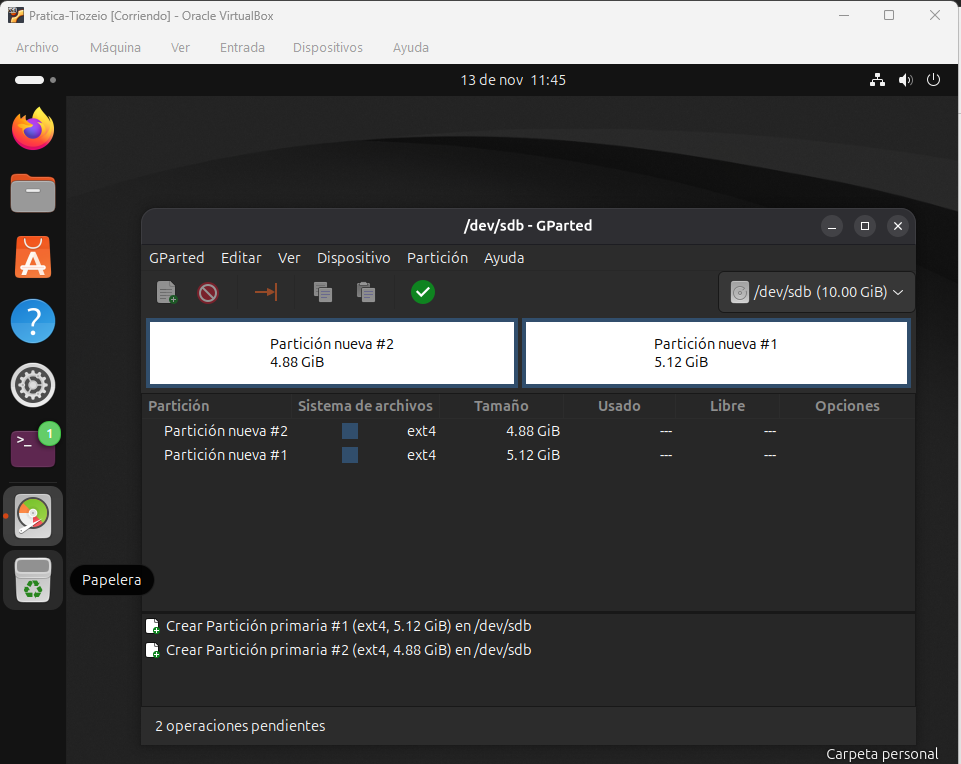 Pratica-Tiozeio [Corriendo] - Oracle VirtualBox
Archivo Máquina Ver Entrada Dispositivos Ayuda
13 de nov 11:45
/dev/sdb - GParted
GParted Editar Ver Dispositivo Partición Ayuda
/dev/sdb (10.00 GiB)
Partición nueva #2
4.88 GiB
Partición nueva #1
5.12 GiB
Partición Sistema de archivos Tamaño Usado Libre Opciones
Partición nueva #2 ext4 4.88 GiB --- ---
Partición nueva #1 ext4 5.12 GiB --- ---
1
>_
Papelera
Crear Partición primaria #1 (ext4, 5.12 GiB) en /dev/sdb
Crear Partición primaria #2 (ext4, 4.88 GiB) en /dev/sdb
2 operaciones pendientes
Carpeta personal